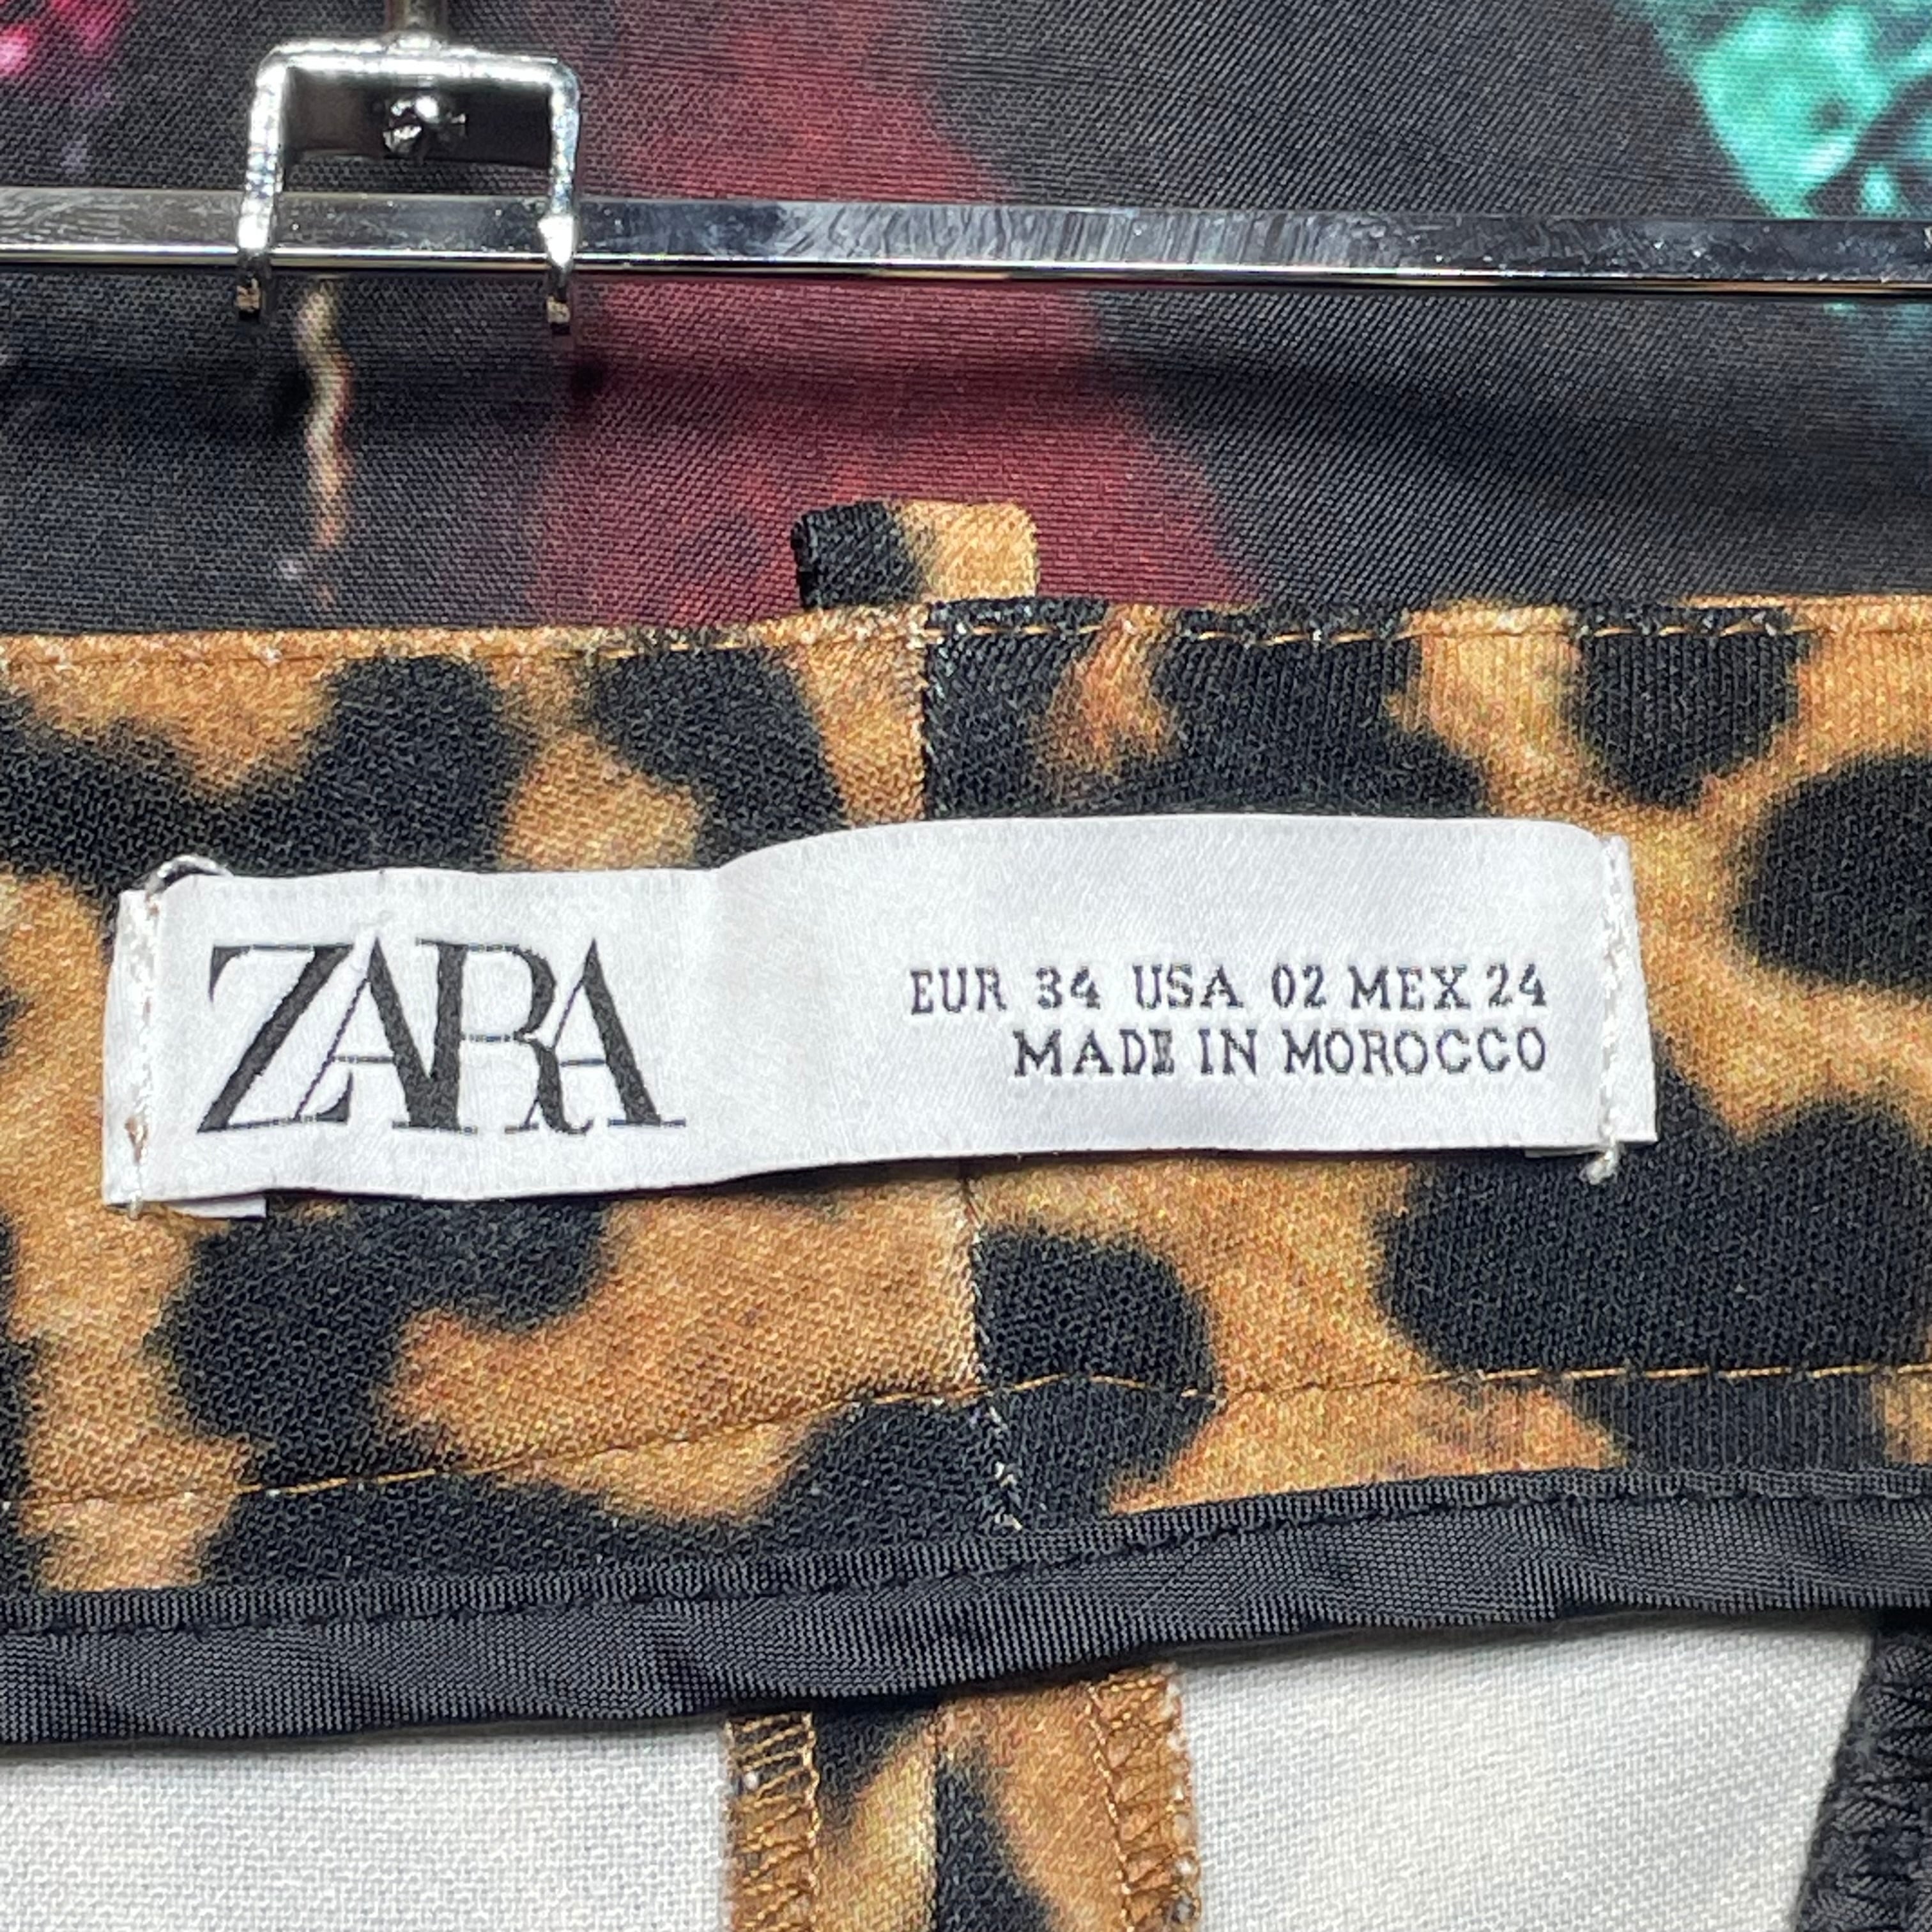 ZARA
EUR 34 USA 02 MEX 24
MADE IN MOROCCO